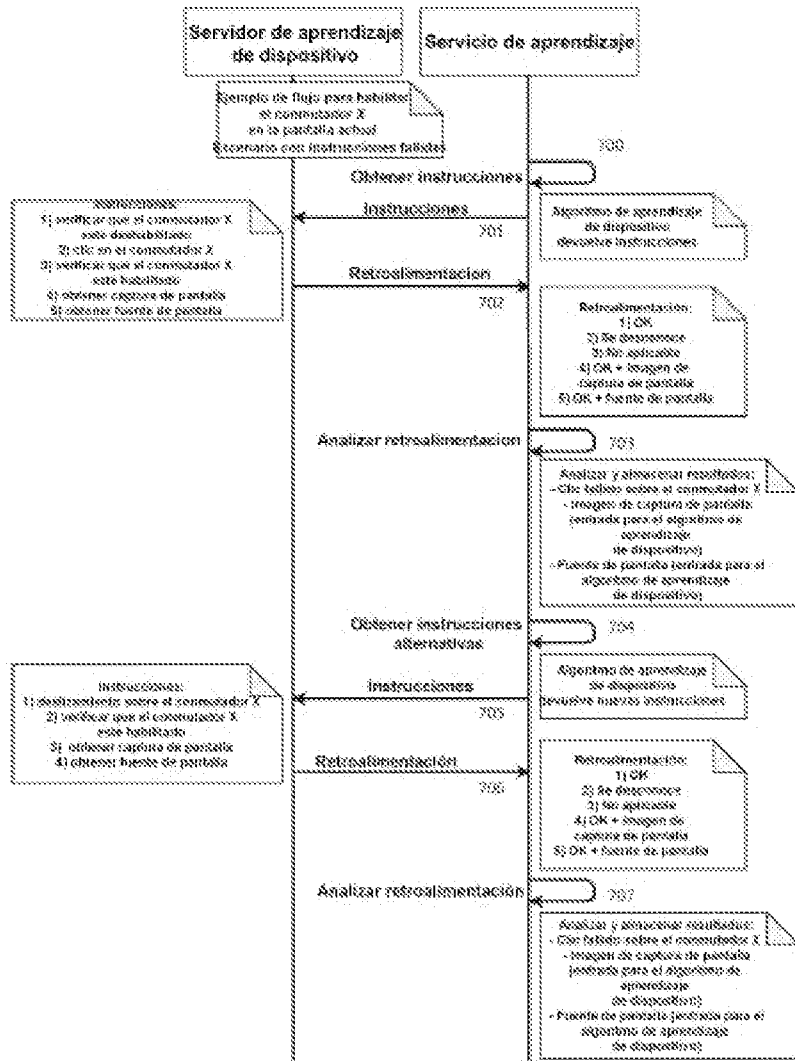 Servidor de aprendizaje
de dispositivo
Servicio de aprendizaje
Ejemplo de flujo para habilitar
el conmutador X
en la pantalla actual
Escenario con instrucciones fallidas
700
Obtener instrucciones
Instrucciones
701
Algoritmo de aprendizaje
de dispositivo
devuelve instrucciones
Instrucciones:
1) verificar que el conmutador X
esté deshabilitado
2) clic en el conmutador X
3) verificar que el conmutador X
esté habilitado
4) obtener captura de pantalla
5) obtener fuente de pantalla
Retroalimentacion
702
Retroalimentación:
1) OK
2) Se desconoce
3) No aplicable
4) OK + imagen de
captura de pantalla
5) OK + fuente de pantalla
Analizar retroalimentacion
703
Analizar y almacenar resultados:
- Clic fallido sobre el conmutador X
- Imagen de captura de pantalla
(entrada para el algoritmo de
aprendizaje
de dispositivo)
- Fuente de pantalla (entrada para el
algoritmo de aprendizaje
de dispositivo)
Obtener instrucciones
alternativas
704
Instrucciones
705
Algoritmo de aprendizaje
de dispositivo
devuelve nuevas instrucciones
Instrucciones:
1) deslizamiento sobre el conmutador X
2) verificar que el conmutador X
esté habilitado
3) obtener captura de pantalla
4) obtener fuente de pantalla
Retroalimentación
706
Retroalimentación:
1) OK
2) Se desconoce
3) No aplicable
4) OK + imagen de
captura de pantalla
5) OK + fuente de pantalla
Analizar retroalimentación
707
Analizar y almacenar resultados:
- Clic fallido sobre el conmutador X
- Imagen de captura de pantalla
(entrada para el algoritmo de
aprendizaje
de dispositivo)
- Fuente de pantalla (entrada para el
algoritmo de aprendizaje
de dispositivo)